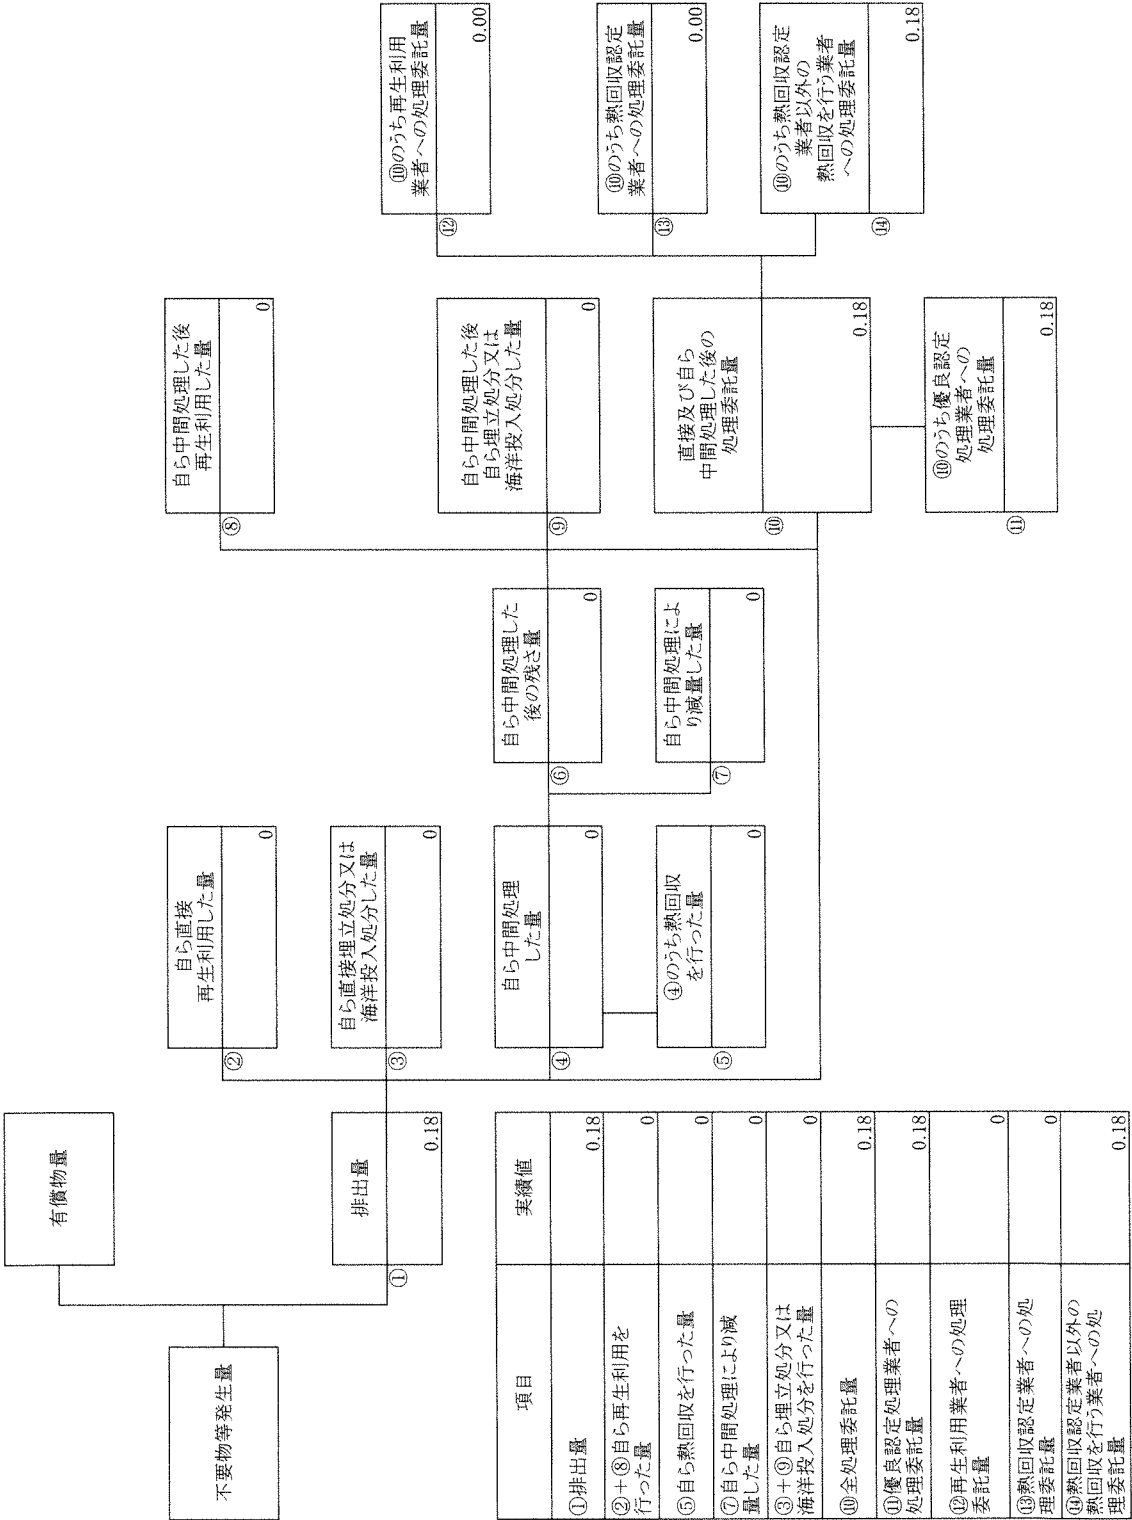 不要物等発生量
有償物量
排出量
①
0.18
自ら直接
再生利用した量
②
0
自ら直接埋立処分又は
海洋投入処分した量
③
0
自ら中間処理
した量
④
0
④のうち熱回収
を行った量
⑤
0
自ら中間処理した
後の残さ量
⑥
0
自ら中間処理によ
り減量した量
⑦
0
自ら中間処理した後
再生利用した量
⑧
0
自ら中間処理した後
自ら埋立処分又は
海洋投入処分した量
⑨
0
直接及び自ら
中間処理した後の
処理委託量
⑩
0.18
⑩のうち優良認定
処理業者への
処理委託量
⑪
0.18
⑩のうち再生利用
業者への処理委託量
⑫
0.00
⑩のうち熱回収認定
業者への処理委託量
⑬
0.00
⑩のうち熱回収認定
業者以外の
熱回収を行う業者
への処理委託量
⑭
0.18
項目
実績値
①排出量
0.18
②+⑧自ら再生利用を
行った量
0
⑤自ら熱回収を行った量
0
⑦自ら中間処理により減
量した量
0
③+⑨自ら埋立処分又は
海洋投入処分を行った量
0
⑩全処理委託量
0.18
⑪優良認定処理業者への
処理委託量
0.18
⑫再生利用業者への処理
委託量
0
⑬熱回収認定業者への処
理委託量
0
⑭熱回収認定業者以外の
熱回収を行う業者への処
理委託量
0.18